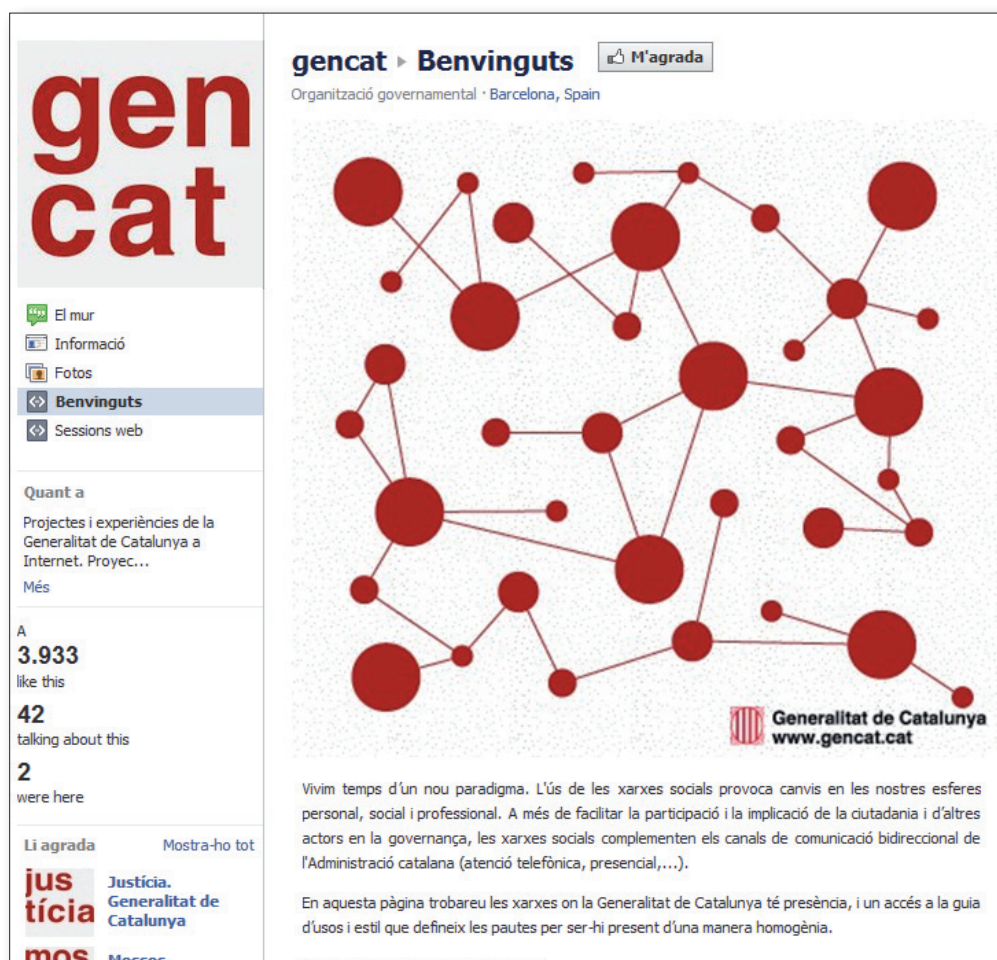 gen
cat
El mur
Informació
Fotos
Benvinguts
Sessions web
Quant a
Projectes i experiències de la
Generalitat de Catalunya a
Internet. Proyec...
Més
A
3.933
like this
42
talking about this
2
were here
Li agrada Mostra-ho tot
jus
tícia
Justícia.
Generalitat de
Catalunya
mos
Mossos
gencat ▸ Benvinguts M'agrada
Organització governamental · Barcelona, Spain
Generalitat de Catalunya
www.gencat.cat
Vivim temps d´un nou paradigma. L'ús de les xarxes socials provoca canvis en les nostres esferes
personal, social i professional. A més de facilitar la participació i la implicació de la ciutadania i d'altres
actors en la governança, les xarxes socials complementen els canals de comunicació bidireccional de
l'Administració catalana (atenció telefònica, presencial,...).
En aquesta pàgina trobareu les xarxes on la Generalitat de Catalunya té presència, i un accés a la guia
d'usos i estil que defineix les pautes per ser-hi present d'una manera homogènia.